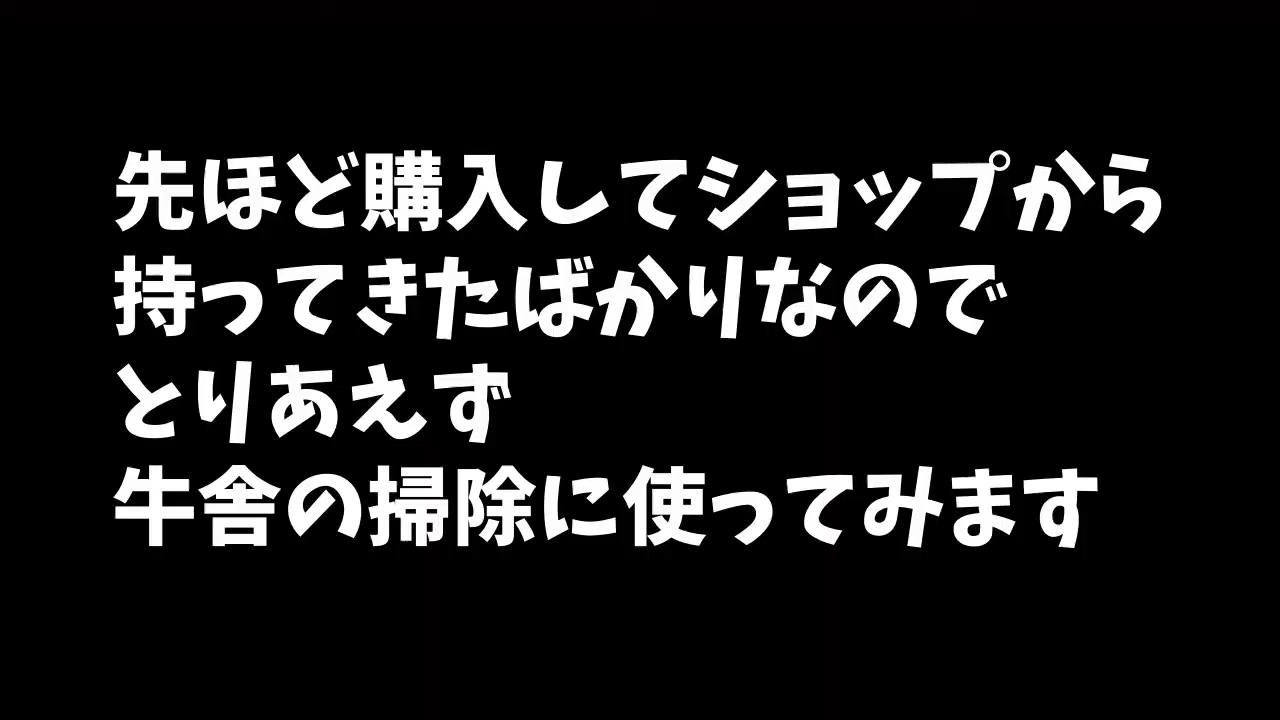 先ほど購入してショップから
持ってきたばかりなので
とりあえず
牛舎の掃除に使ってみます